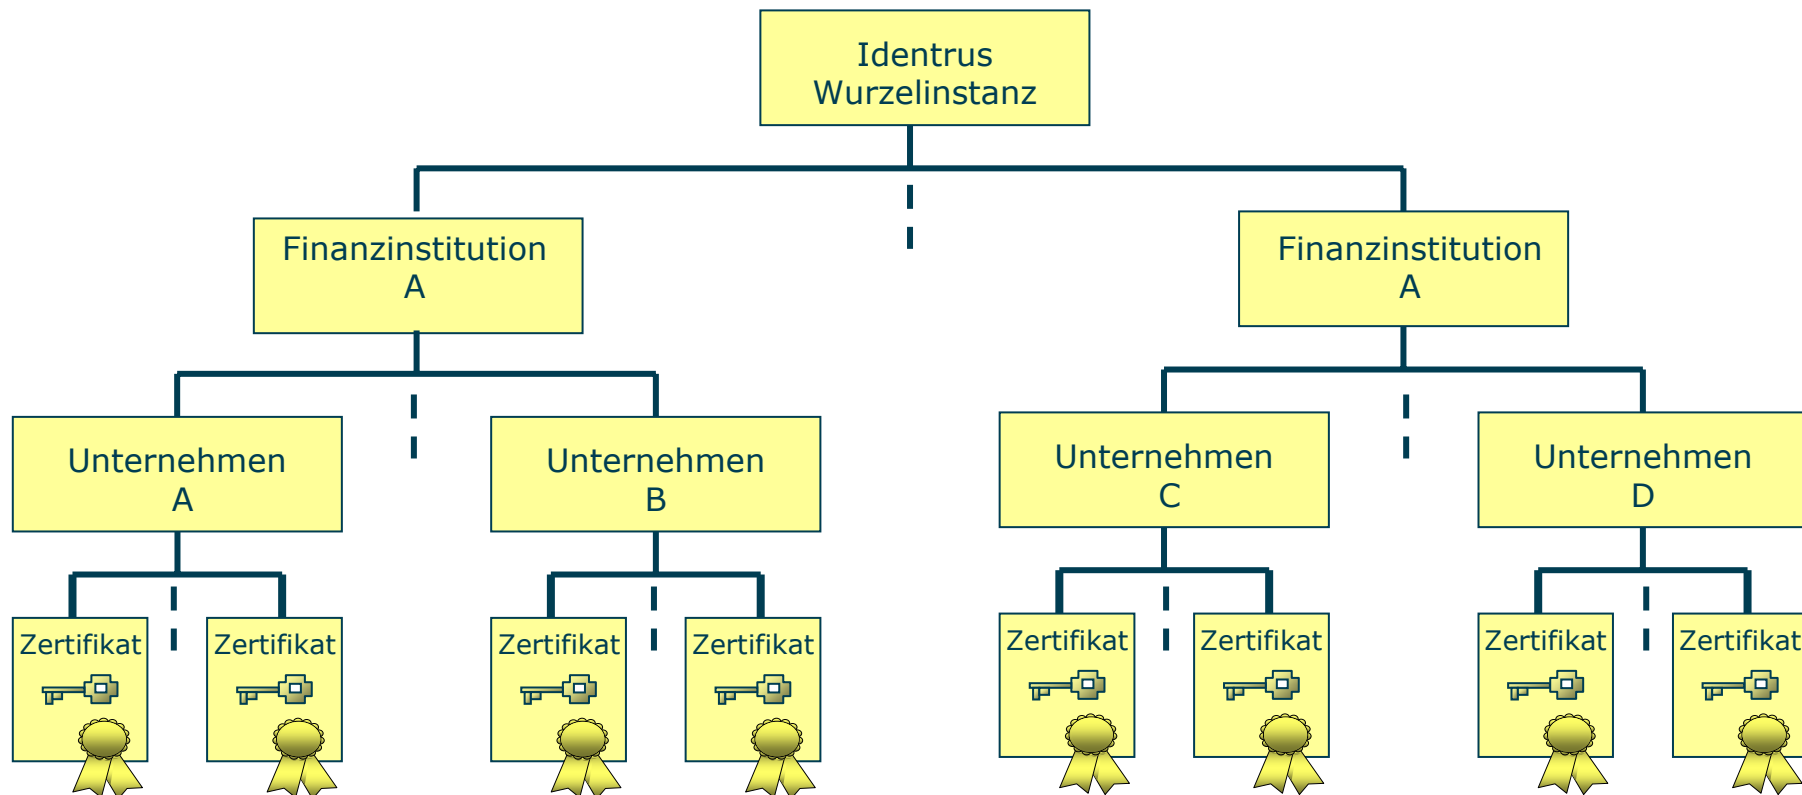 Identrus
Wurzelinstanz
Finanzinstitution
A
Finanzinstitution
A
Unternehmen
A
Unternehmen
B
Unternehmen
C
Unternehmen
D
Zertifikat
Zertifikat
Zertifikat
Zertifikat
Zertifikat
Zertifikat
Zertifikat
Zertifikat